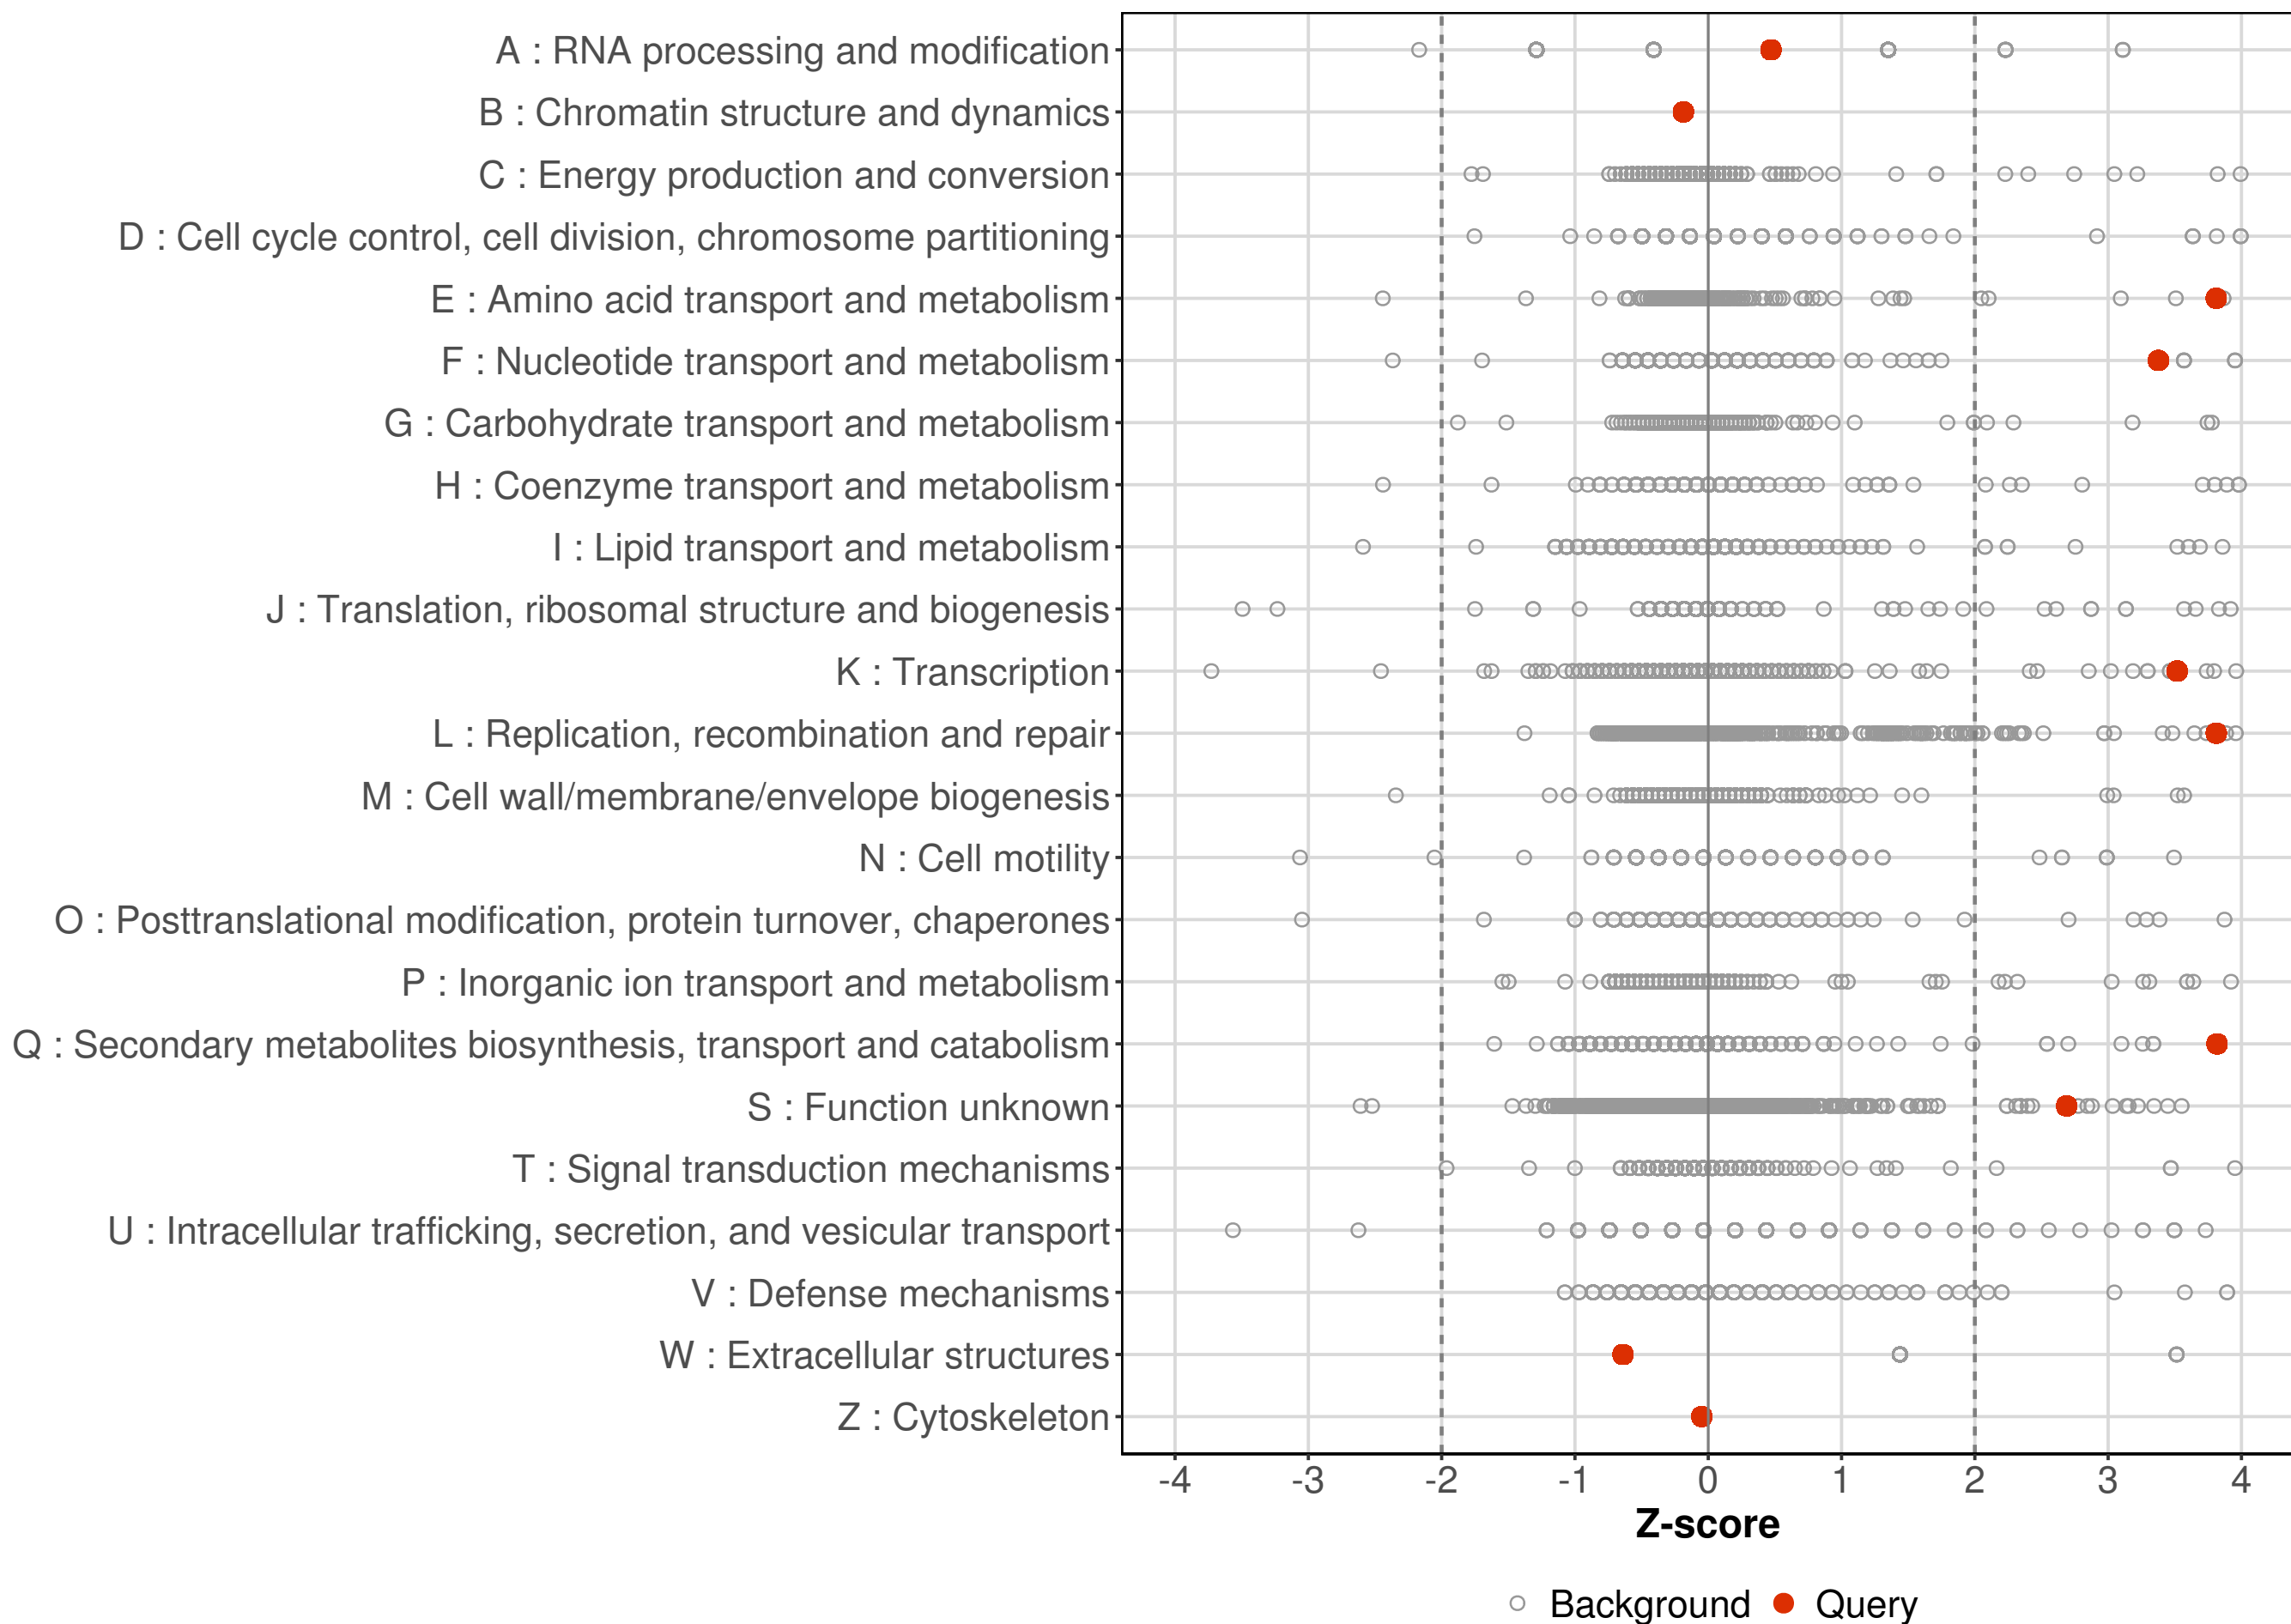 A : RNA processing and modification
B : Chromatin structure and dynamics
C : Energy production and conversion
D : Cell cycle control, cell division, chromosome partitioning
E : Amino acid transport and metabolism
F : Nucleotide transport and metabolism
G : Carbohydrate transport and metabolism
H : Coenzyme transport and metabolism
I : Lipid transport and metabolism
J : Translation, ribosomal structure and biogenesis
K : Transcription
L : Replication, recombination and repair
M : Cell wall/membrane/envelope biogenesis
N : Cell motility
O : Posttranslational modification, protein turnover, chaperones
P : Inorganic ion transport and metabolism
Q : Secondary metabolites biosynthesis, transport and catabolism
S : Function unknown
T : Signal transduction mechanisms
U : Intracellular trafficking, secretion, and vesicular transport
V : Defense mechanisms
W : Extracellular structures
Z : Cytoskeleton
-4 -3 -2 -1 0 1 2 3 4
Z-score
Background Query